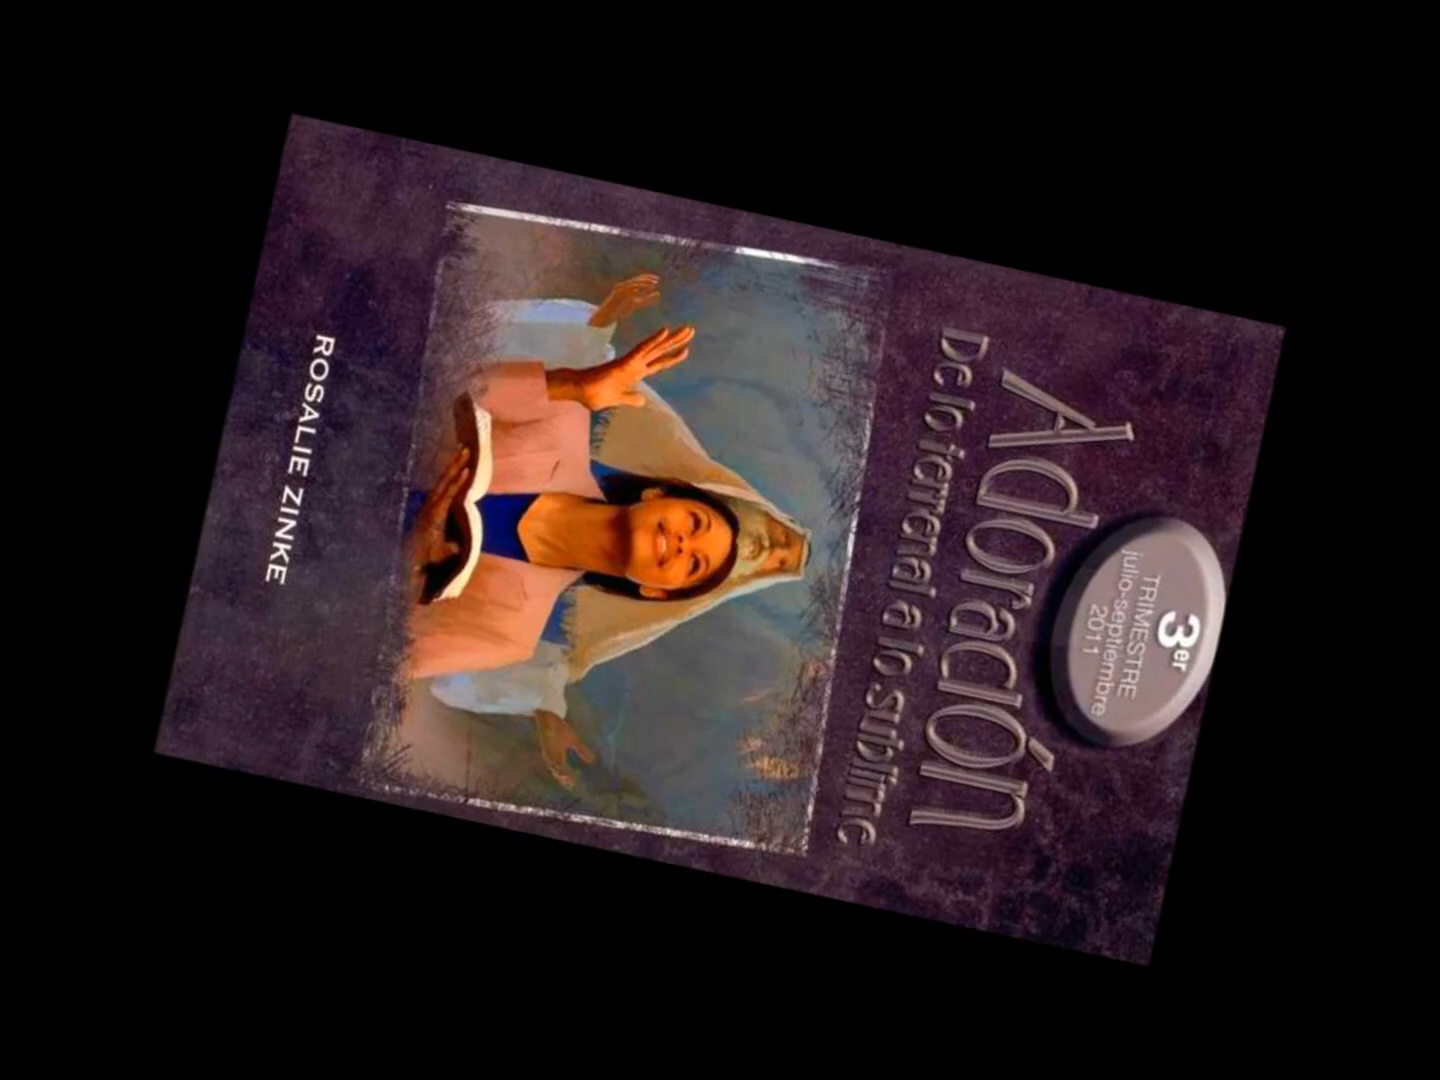 3er
TRIMESTRE
julio-septiembre
2011
Adoración
De lo terrenal a lo sublime
ROSALIE ZINKE